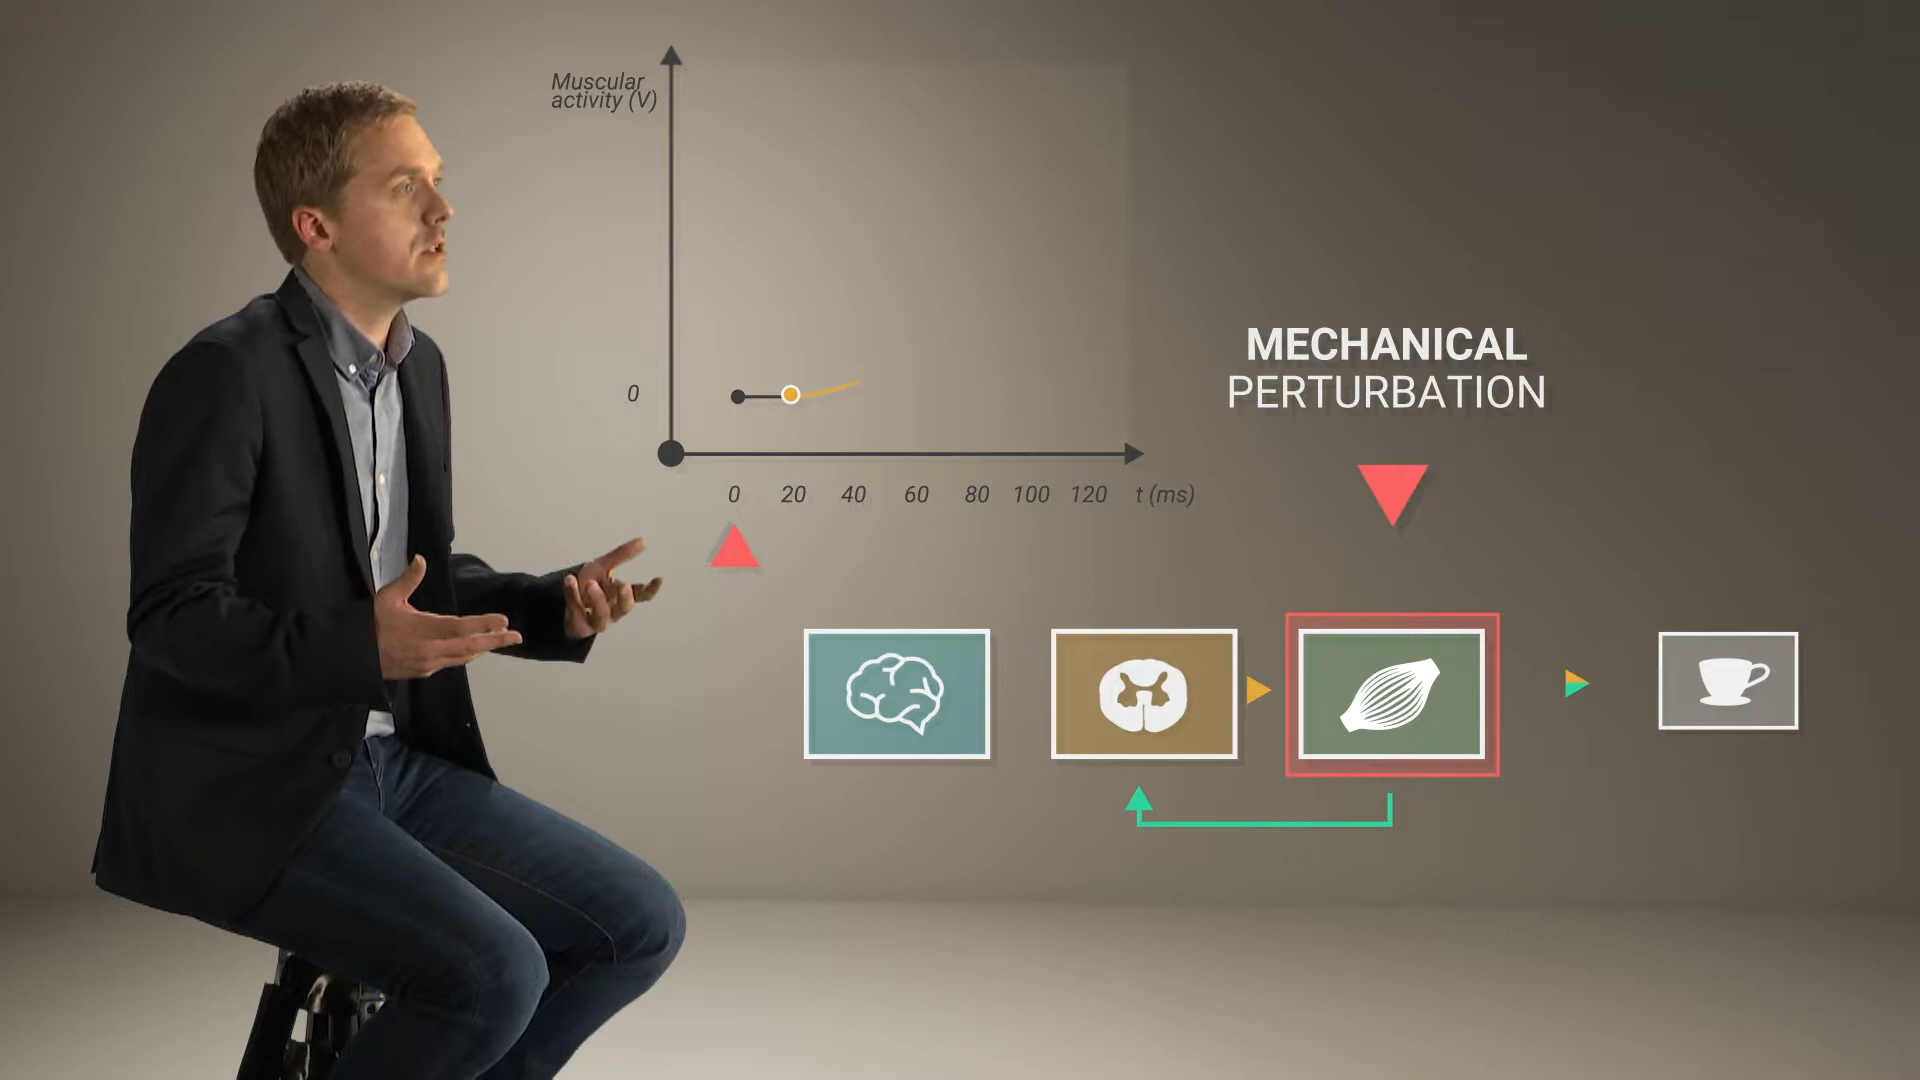 Muscular
activity (V)
0
0 20 40 60 80 100 120 t (ms)
MECHANICAL
PERTURBATION